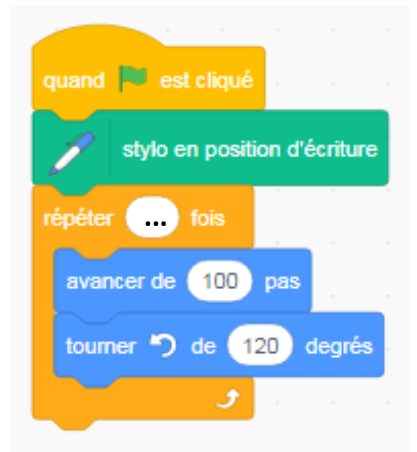 quand est cliqué
stylo en position d'écriture
répéter ... fois
avancer de 100 pas
tourner de 120 degrés